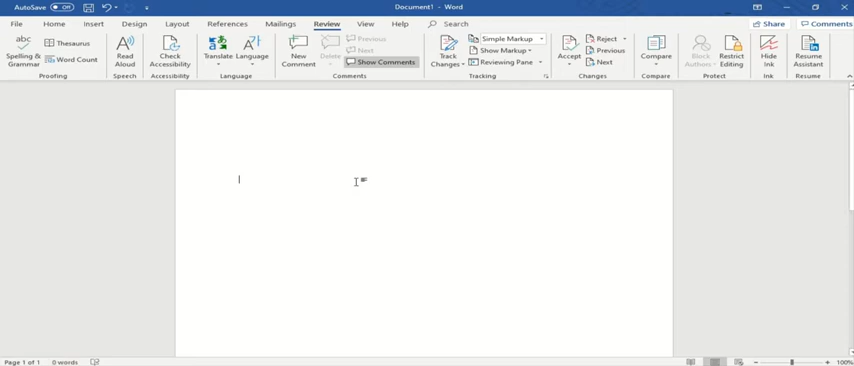 AutoSave Off Document1 - Word
File Home Insert Design Layout References Mailings Review View Help Search Share Comments
abc Spelling & Grammar Thesaurus Word Count Read Aloud Check Accessibility Translate Language New Comment Delete Previous Next Show Comments Track Changes Simple Markup Show Markup Reviewing Pane Accept Reject Previous Next Compare Block Authors Restrict Editing Hide Ink Resume Assistant
Proofing Speech Accessibility Language Comments Tracking Changes Compare Protect Ink Resume
Page 1 of 1 0 words 100%